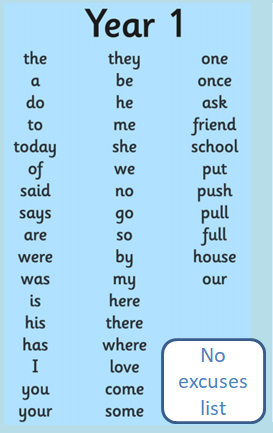 Year 1
the they one
a be once
do he ask
to me friend
today she school
of we put
said no push
says go pull
are so full
were by house
was my our
is here
his there
has where
I love
you come
your some
No
excuses
list